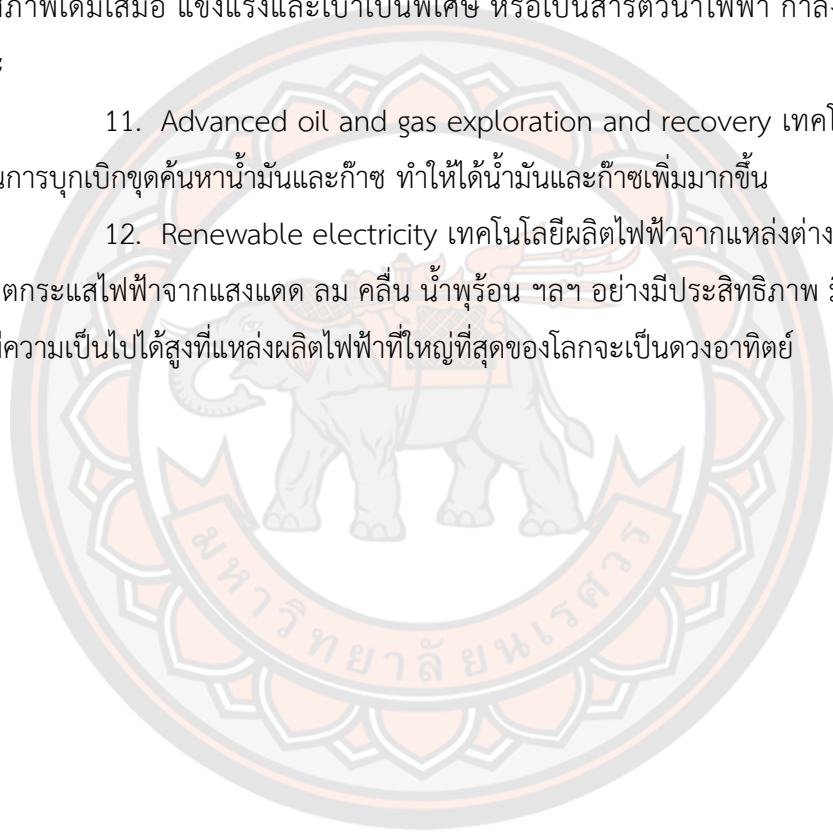 สภาพเดิมเสมอ แข็งแรงและเบาเป็นพิเศษ หรือเป็นสารตัวนำไฟฟ้า กำลัง
11. Advanced oil and gas exploration and recovery เทคโ
นการบุกเบิกขุดค้นหาน้ำมันและก๊าซ ทำให้ได้น้ำมันและก๊าซเพิ่มมากขึ้น
12. Renewable electricity เทคโนโลยีผลิตไฟฟ้าจากแหล่งต่าง
ตกระแสไฟฟ้าจากแสงแดด ลม คลื่น น้ำพุร้อน ฯลฯ อย่างมีประสิทธิภาพ
ความเป็นไปได้สูงที่แหล่งผลิตไฟฟ้าที่ใหญ่ที่สุดของโลกจะเป็นดวงอาทิตย์
มหาวิทยาลัยนเรศวร